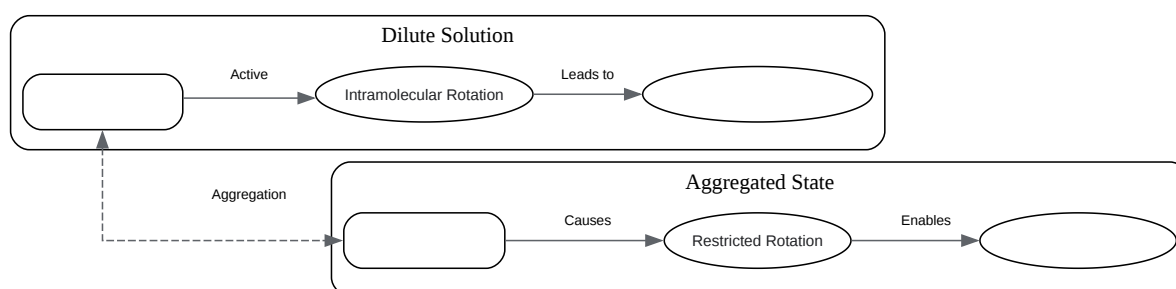 Dilute Solution
Active
Intramolecular Rotation
Leads to
Aggregation
Aggregated State
Causes
Restricted Rotation
Enables